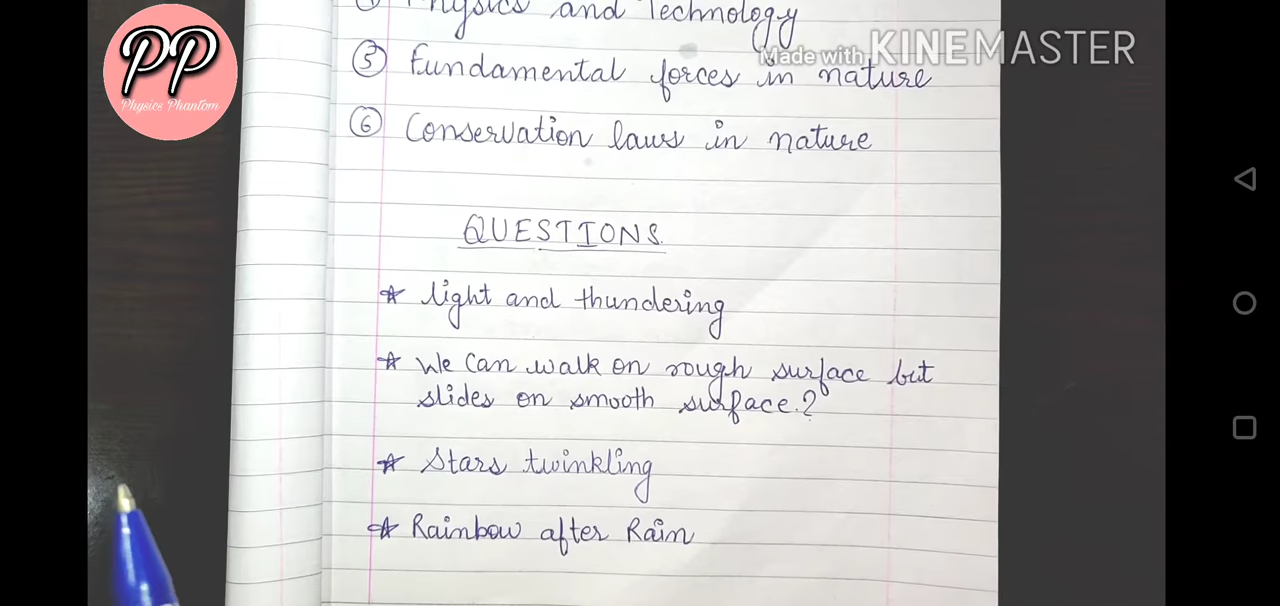 Physics and Technology
PP
Physics Phantom
Made with KINEMASTER
5 Fundamental forces in nature
6 Conservation laws in nature
QUESTIONS.
* Light and thundering
* We can walk on rough surface but
slides on smooth surface.?
* Stars twinkling
* Rainbow after Rain